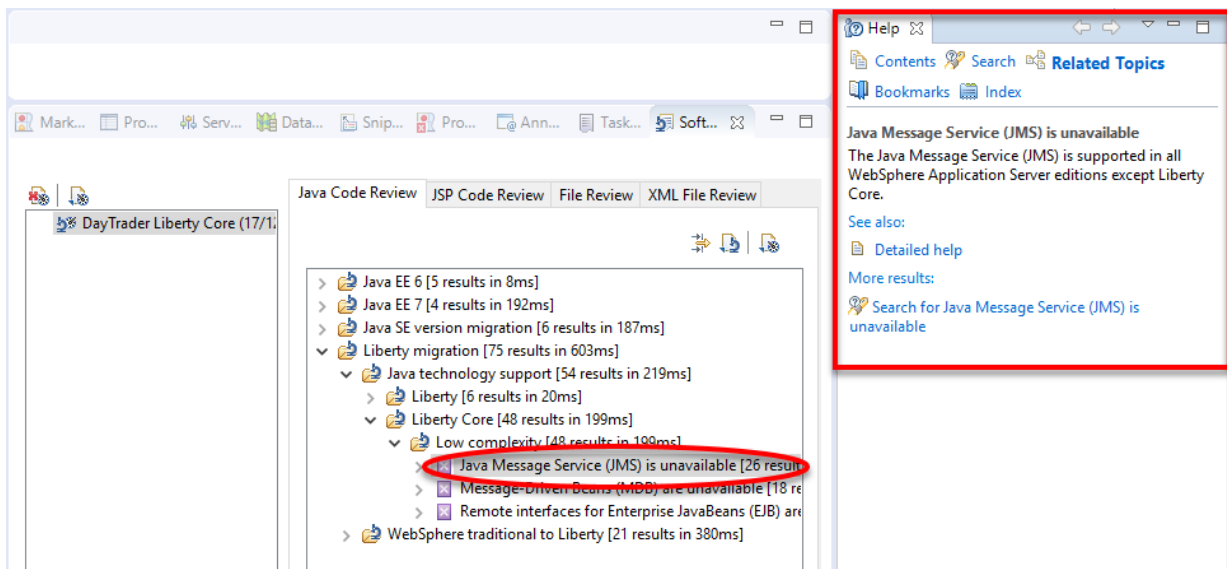 Mark...
Pro...
Serv...
Data...
Snip...
Pro...
Ann...
Task...
Soft...
DayTrader Liberty Core (17/12
Java Code Review
JSP Code Review
File Review
XML File Review
Java EE 6 [5 results in 8ms]
Java EE 7 [4 results in 192ms]
Java SE version migration [6 results in 187ms]
Liberty migration [75 results in 603ms]
Java technology support [54 results in 219ms]
Liberty [6 results in 20ms]
Liberty Core [48 results in 199ms]
Low complexity [48 results in 199ms]
Java Message Service (JMS) is unavailable [26 result
Message-Driven Beans (MDB) are unavailable [18 re
Remote interfaces for Enterprise JavaBeans (EJB) are
WebSphere traditional to Liberty [21 results in 380ms]
Help
Contents
Search
Related Topics
Bookmarks
Index
Java Message Service (JMS) is unavailable
The Java Message Service (JMS) is supported in all
WebSphere Application Server editions except Liberty
Core.
See also:
Detailed help
More results:
Search for Java Message Service (JMS) is
unavailable